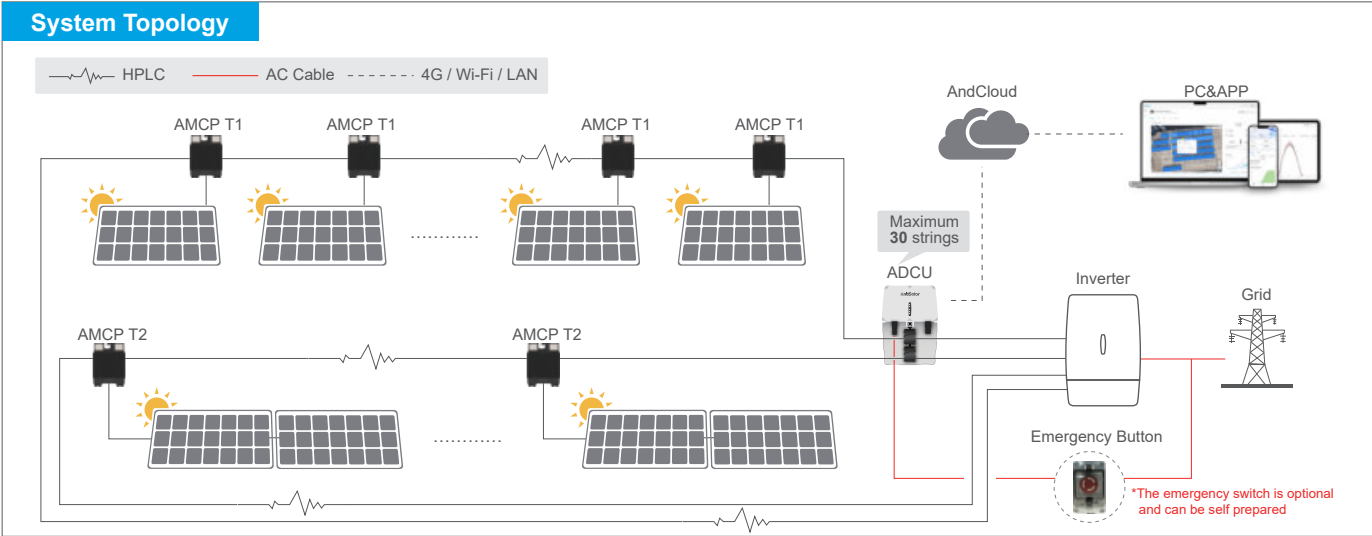 System Topology
HPLC
AC Cable
4G / Wi-Fi / LAN
AndCloud
PC&APP
AMCP T1
AMCP T1
AMCP T1
AMCP T1
Maximum
30 strings
ADCU
Inverter
Grid
AMCP T2
AMCP T2
Emergency Button
*The emergency switch is optional
and can be self prepared